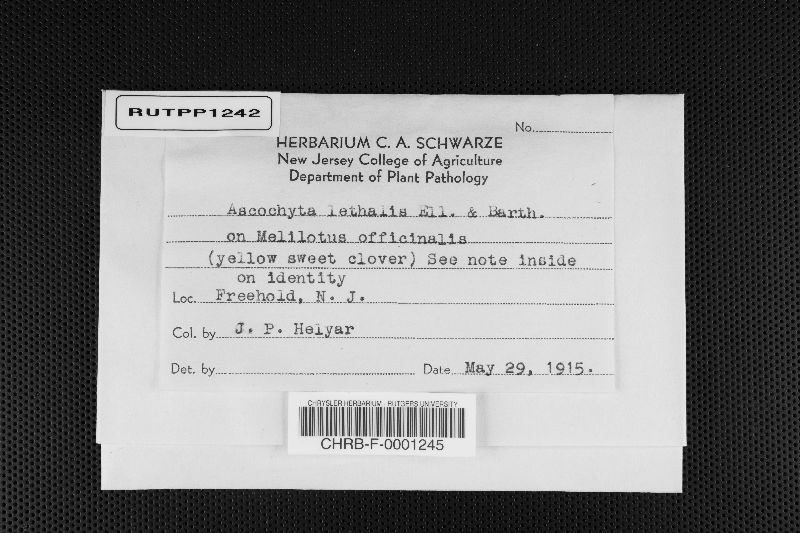 RUTPP1242
No.
HERBARIUM C. A. SCHWARZE
New Jersey College of Agriculture
Department of Plant Pathology
Ascochyta lethalis Ell. & Barth.
on Melilotus officinalis
(yellow sweet clover) See note inside
on identity
Loc. Freehold, N. J.
Col. by J. P. Helyar
Det. by Date May 29, 1915.
CHRYSLER HERBARIUM - RUTGERS UNIVERSITY
CHRB-F-0001245